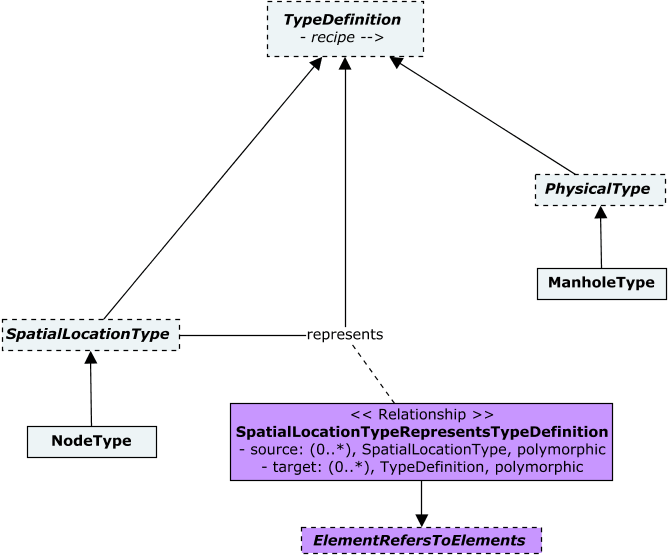 TypeDefinition
- recipe -->
PhysicalType
ManholeType
SpatialLocationType
represents
NodeType
<< Relationship >>
SpatialLocationTypeRepresentsTypeDefinition
- source: (0..*), SpatialLocationType, polymorphic
- target: (0..*), TypeDefinition, polymorphic
ElementRefersToElements